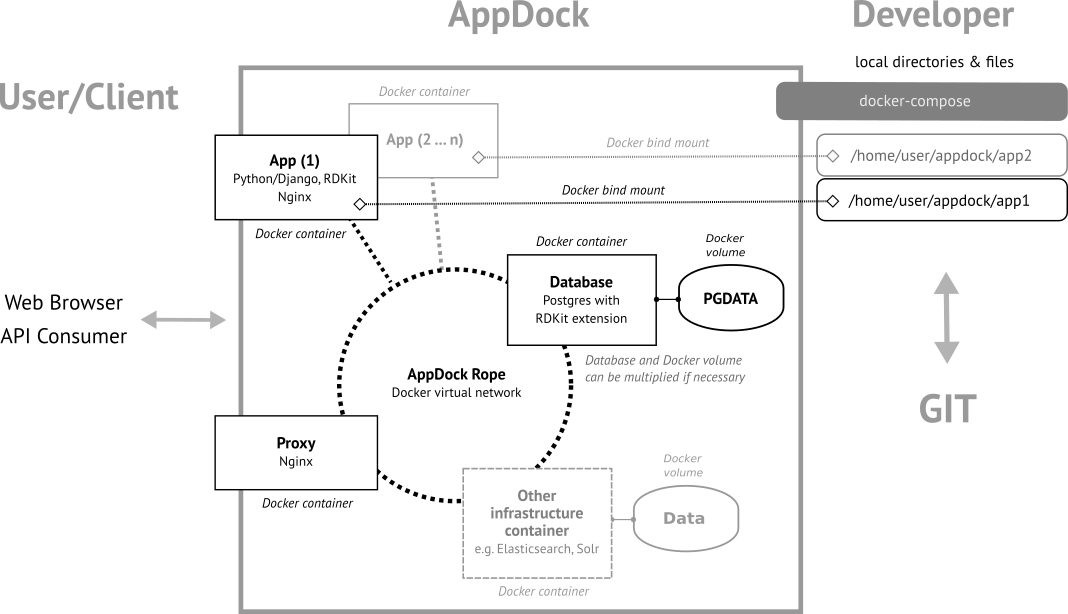 AppDock
Developer
User/Client
local directories & files
docker-compose
Docker container
App (2 ... n)
Docker bind mount
/home/user/appdock/app2
App (1)
Python/Django, RDKit
Nginx
Docker bind mount
/home/user/appdock/app1
Docker container
Docker container
Docker
volume
Database
Postgres with
RDKit extension
PGDATA
Web Browser
API Consumer
Database and Docker volume
can be multiplied if necessary
AppDock Rope
Docker virtual network
GIT
Proxy
Nginx
Docker container
Docker
volume
Other
infrastructure
container
e.g. Elasticsearch, Solr
Data
Docker container